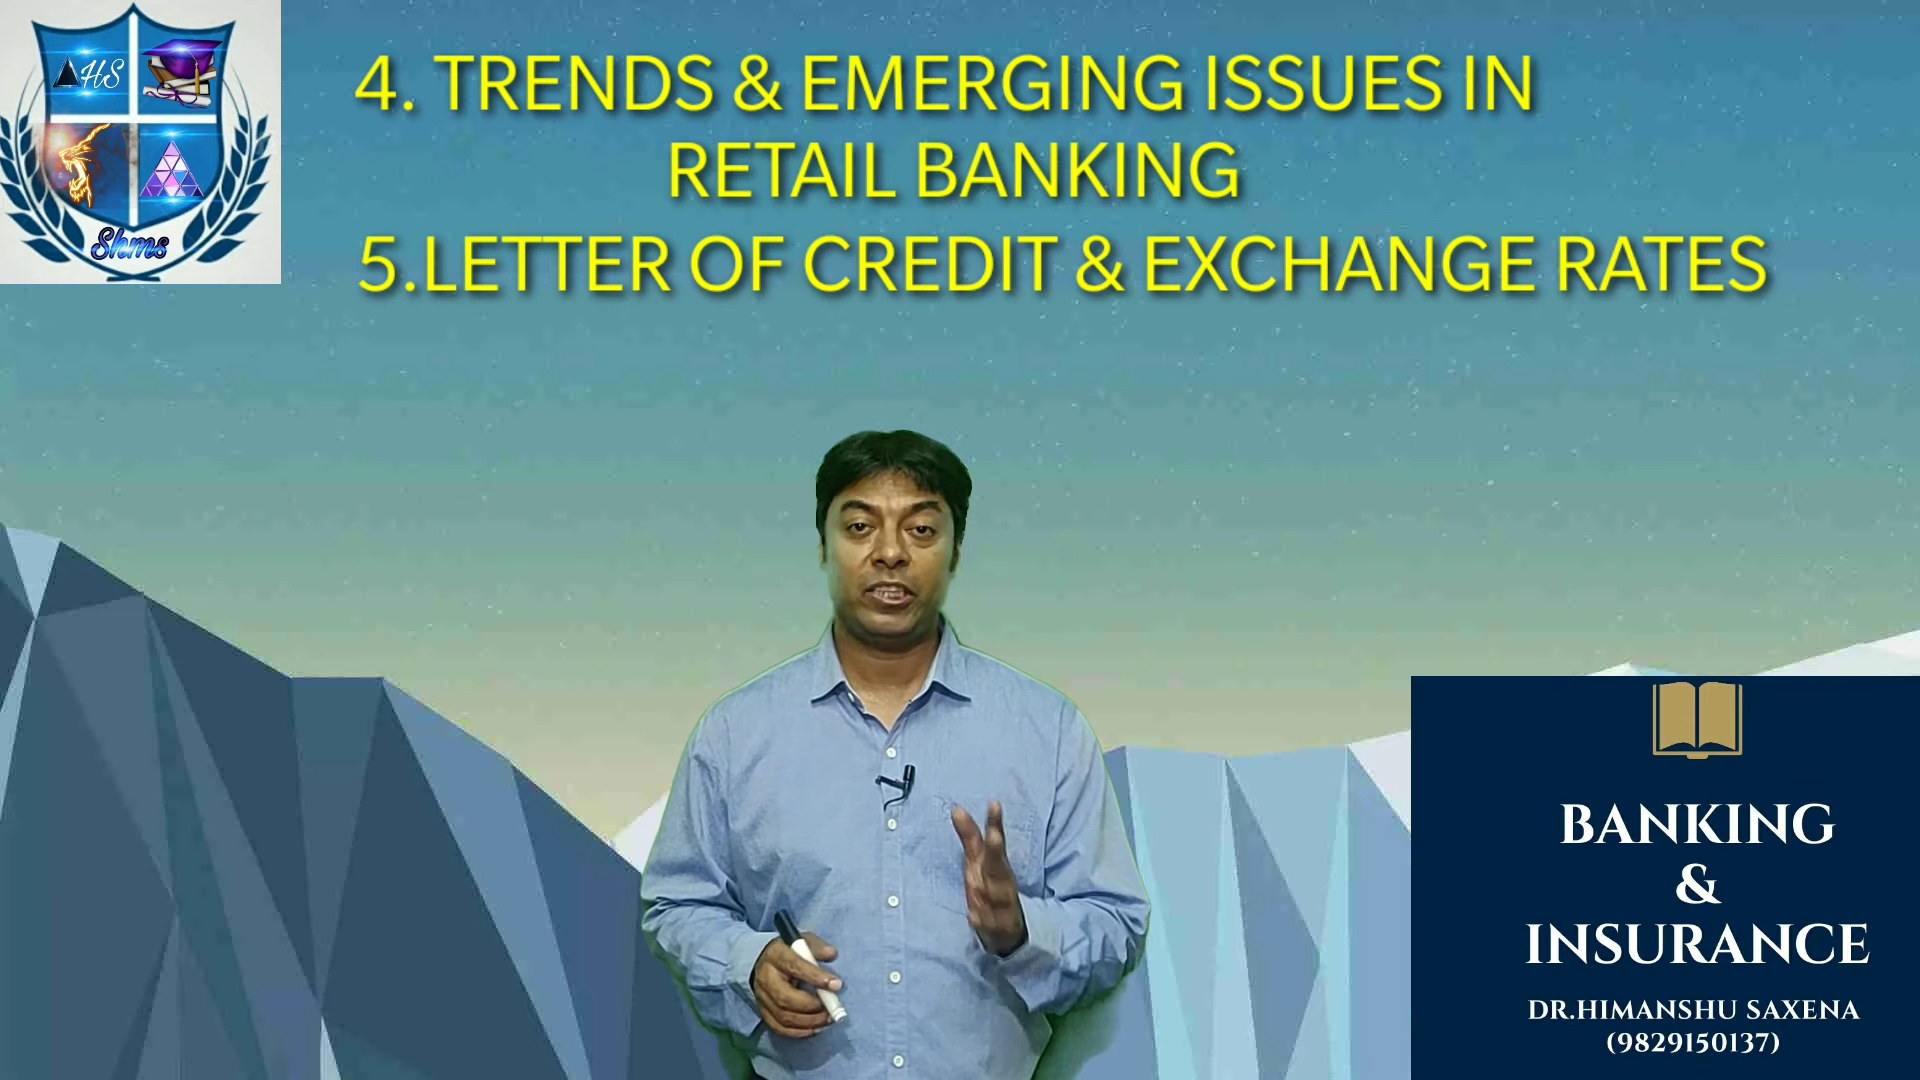 HS
4. TRENDS & EMERGING ISSUES IN
RETAIL BANKING
5.LETTER OF CREDIT & EXCHANGE RATES
Shms
BANKING
&
INSURANCE
DR.HIMANSHU SAXENA
(9829150137)